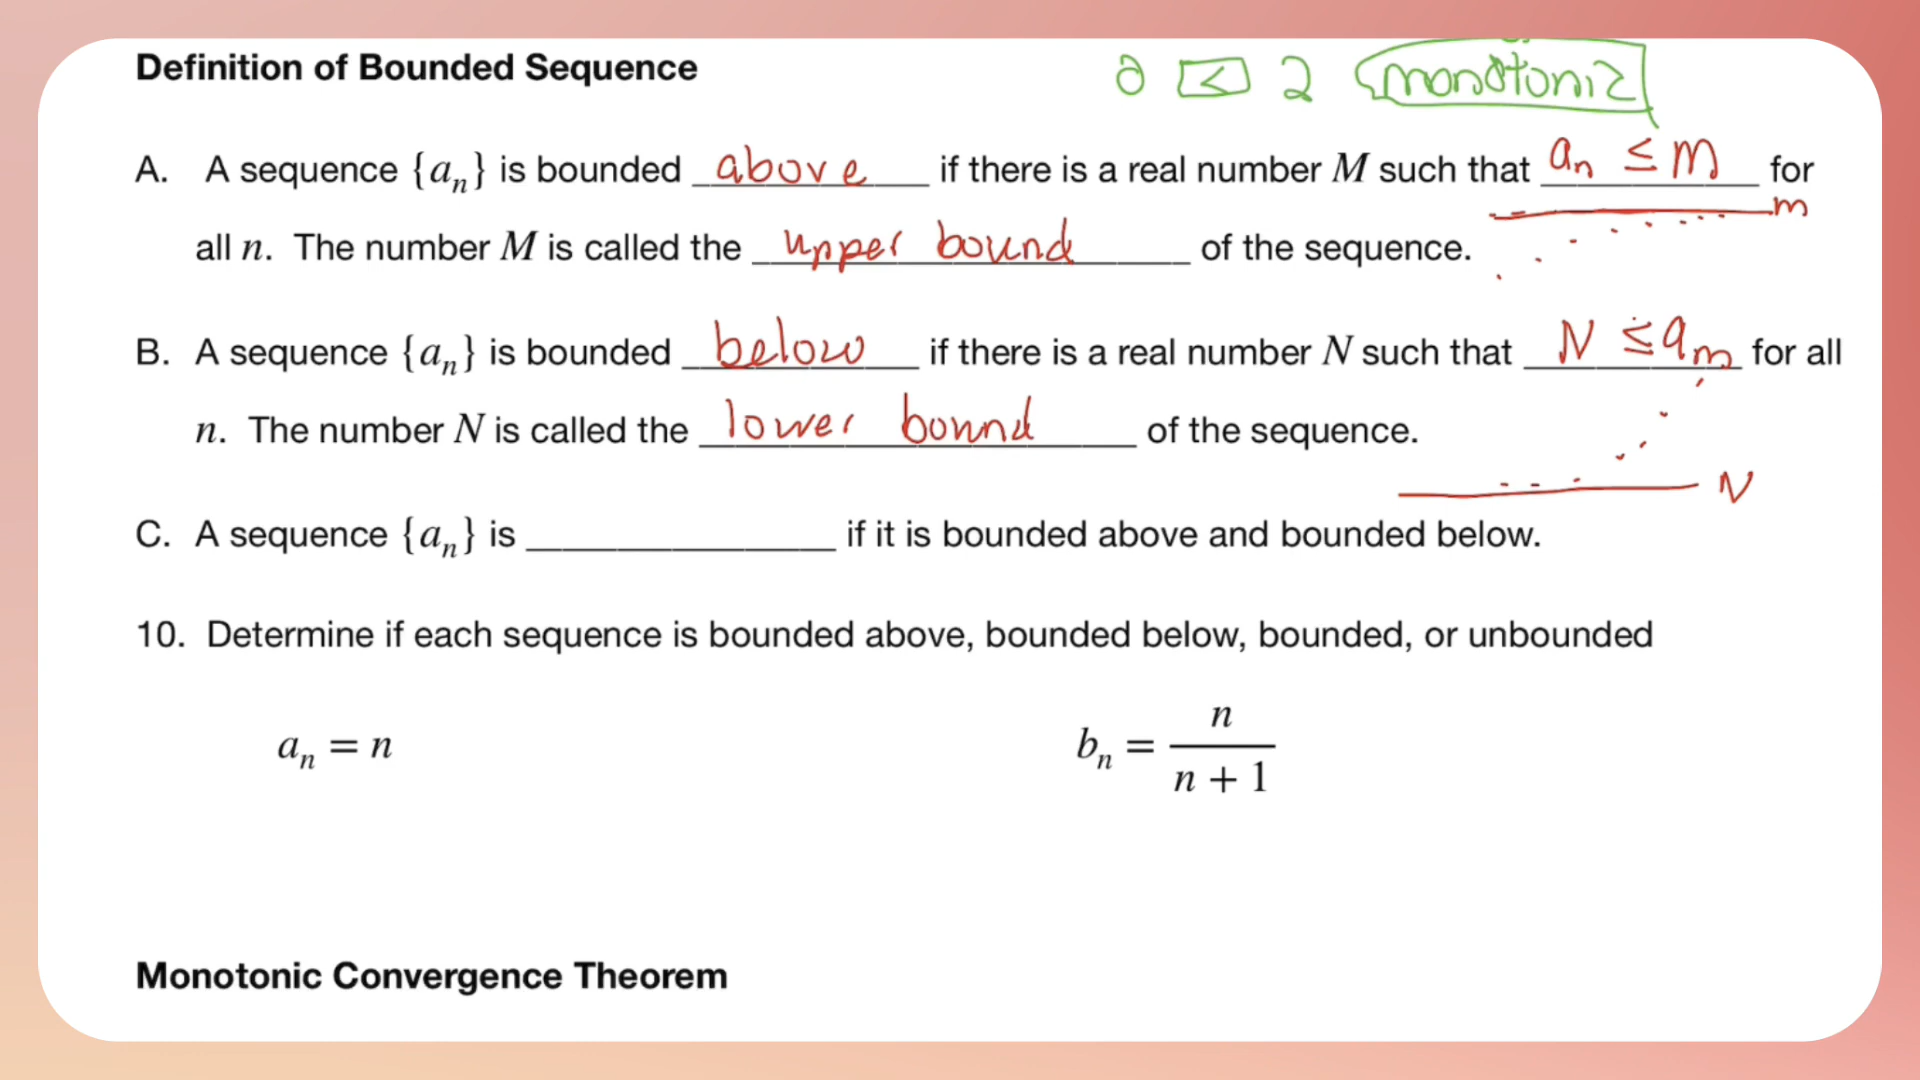 Definition of Bounded Sequence
0 < 2 monotonic
A. A sequence {aₙ} is bounded above if there is a real number M such that aₙ ≤ M for
m
all n. The number M is called the upper bound of the sequence.
B. A sequence {aₙ} is bounded below if there is a real number N such that N ≤ aₘ for all
n. The number N is called the lower bound of the sequence.
N
C. A sequence {aₙ} is ______________ if it is bounded above and bounded below.
10. Determine if each sequence is bounded above, bounded below, bounded, or unbounded
aₙ = n
bₙ = n / (n + 1)
Monotonic Convergence Theorem